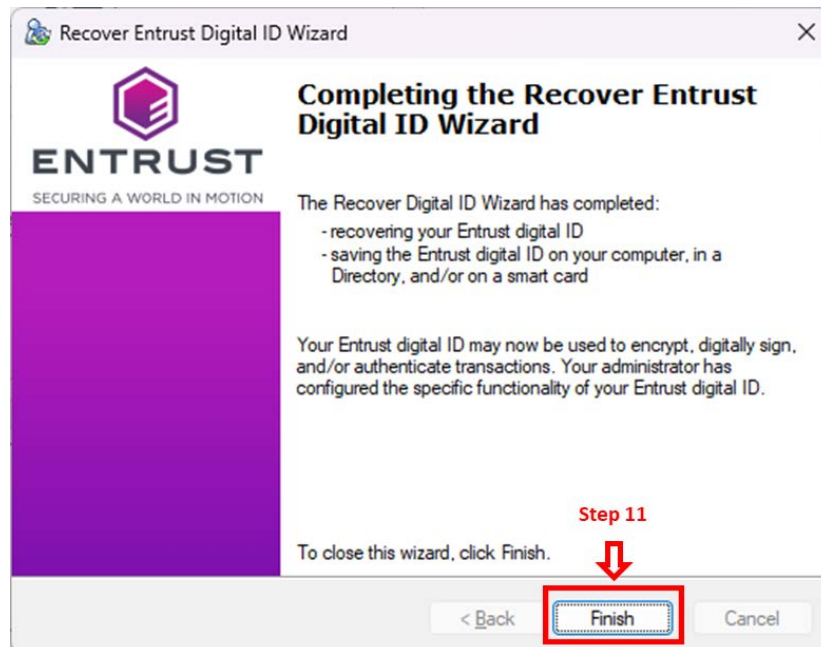 Recover Entrust Digital ID Wizard
ENTRUST
SECURING A WORLD IN MOTION
Completing the Recover Entrust
Digital ID Wizard
The Recover Digital ID Wizard has completed:
- recovering your Entrust digital ID
- saving the Entrust digital ID on your computer, in a
Directory, and/or on a smart card
Your Entrust digital ID may now be used to encrypt, digitally sign,
and/or authenticate transactions. Your administrator has
configured the specific functionality of your Entrust digital ID.
Step 11
To close this wizard, click Finish.
< Back Finish Cancel